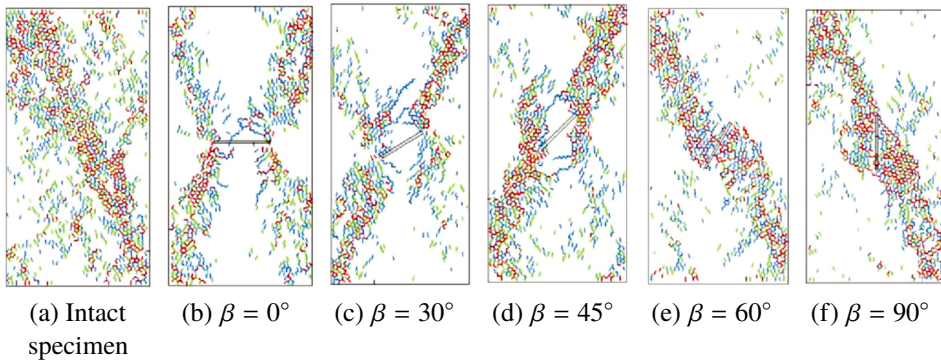 (a) Intact
specimen
(b) β = 0°
(c) β = 30°
(d) β = 45°
(e) β = 60°
(f) β = 90°